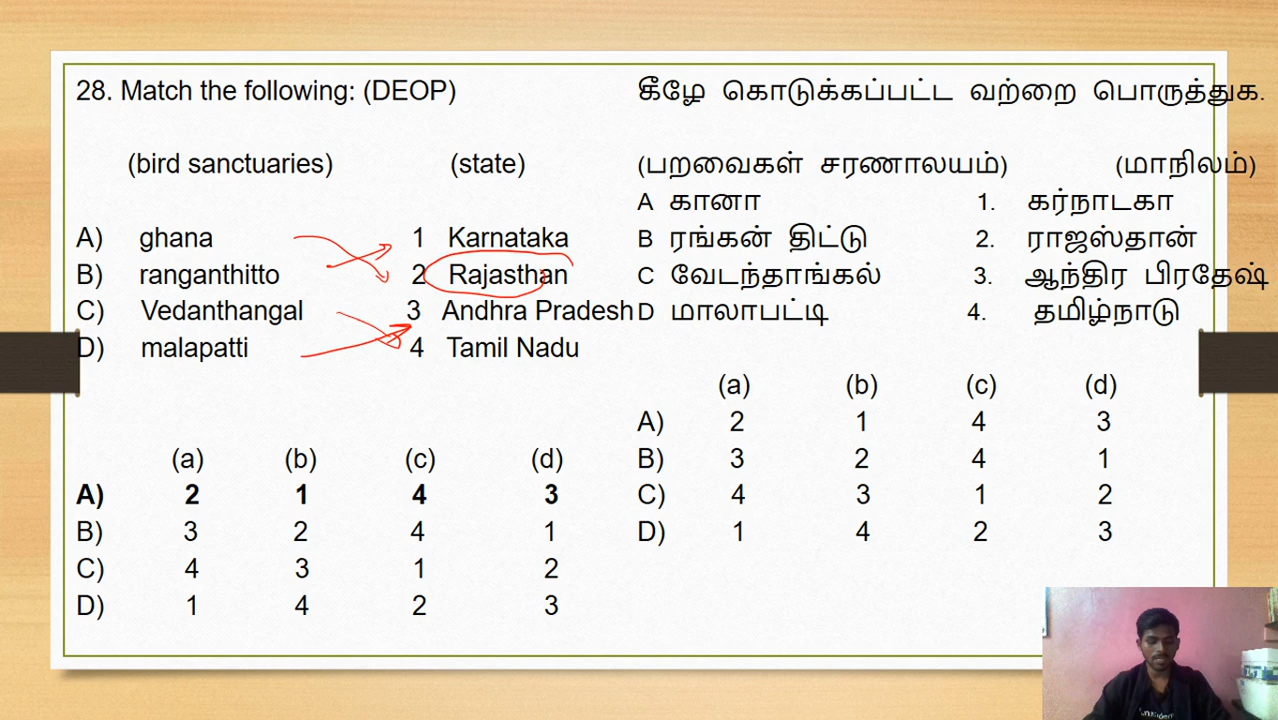 28. Match the following: (DEOP)
(bird sanctuaries) (state)
A) ghana 1 Karnataka
B) ranganthitto 2 Rajasthan
C) Vedanthangal 3 Andhra Pradesh
D) malapatti 4 Tamil Nadu
(a) (b) (c) (d)
A) 2 1 4 3
B) 3 2 4 1
C) 4 3 1 2
D) 1 4 2 3
கீழே கொடுக்கப்பட்ட வற்றை பொருத்துக.
(பறவைகள் சரணாலயம்) (மாநிலம்)
A கானா 1. கர்நாடகா
B ரங்கன் திட்டு 2. ராஜஸ்தான்
C வேடந்தாங்கல் 3. ஆந்திர பிரதேஷ்
D மாலாபட்டி 4. தமிழ்நாடு
(a) (b) (c) (d)
A) 2 1 4 3
B) 3 2 4 1
C) 4 3 1 2
D) 1 4 2 3